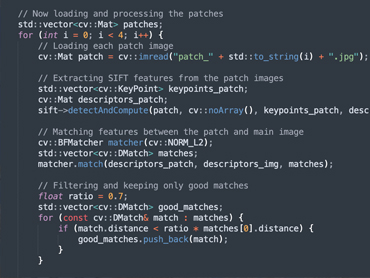 // Now loading and processing the patches
std::vector<cv::Mat> patches;
for (int i = 0; i < 4; i++) {
// Loading each patch image
cv::Mat patch = cv::imread("patch_" + std::to_string(i) + ".jpg");
// Extracting SIFT features from the patch images
std::vector<cv::KeyPoint> keypoints_patch;
cv::Mat descriptors_patch;
sift->detectAndCompute(patch, cv::noArray(), keypoints_patch, des
// Matching features between the patch and main image
cv::BFMatcher matcher(cv::NORM_L2);
std::vector<cv::DMatch> matches;
matcher.match(descriptors_patch, descriptors_img, matches);
// Filtering and keeping only good matches
float ratio = 0.7;
std::vector<cv::DMatch> good_matches;
for (const cv::DMatch& match : matches) {
if (match.distance < ratio * matches[0].distance) {
good_matches.push_back(match);
}
}